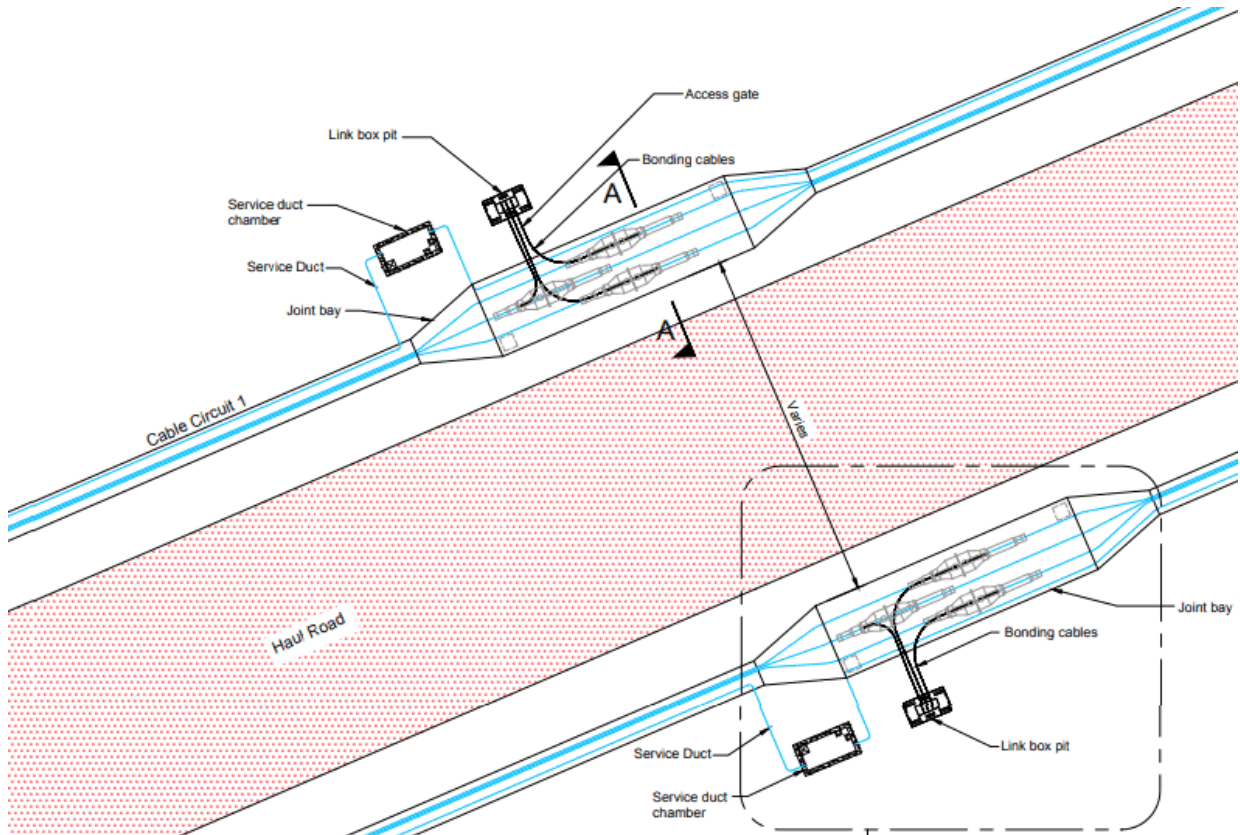 Access gate
Link box pit
Bonding cables
A
Service duct
chamber
Service Duct
Joint bay
A
Cable Circuit 1
Varies
Haul Road
Joint bay
Bonding cables
Link box pit
Service Duct
Service duct
chamber